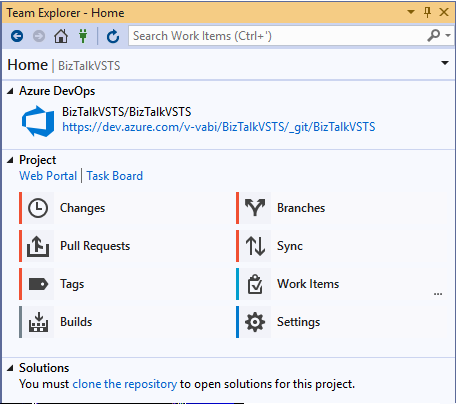 Team Explorer - Home
Search Work Items (Ctrl+')
Home | BizTalkVSTS
Azure DevOps
BizTalkVSTS/BizTalkVSTS
https://dev.azure.com/v-vabi/BizTalkVSTS/_git/BizTalkVSTS
Project
Web Portal | Task Board
Changes Branches
Pull Requests Sync
Tags Work Items
...
Builds Settings
Solutions
You must clone the repository to open solutions for this project.